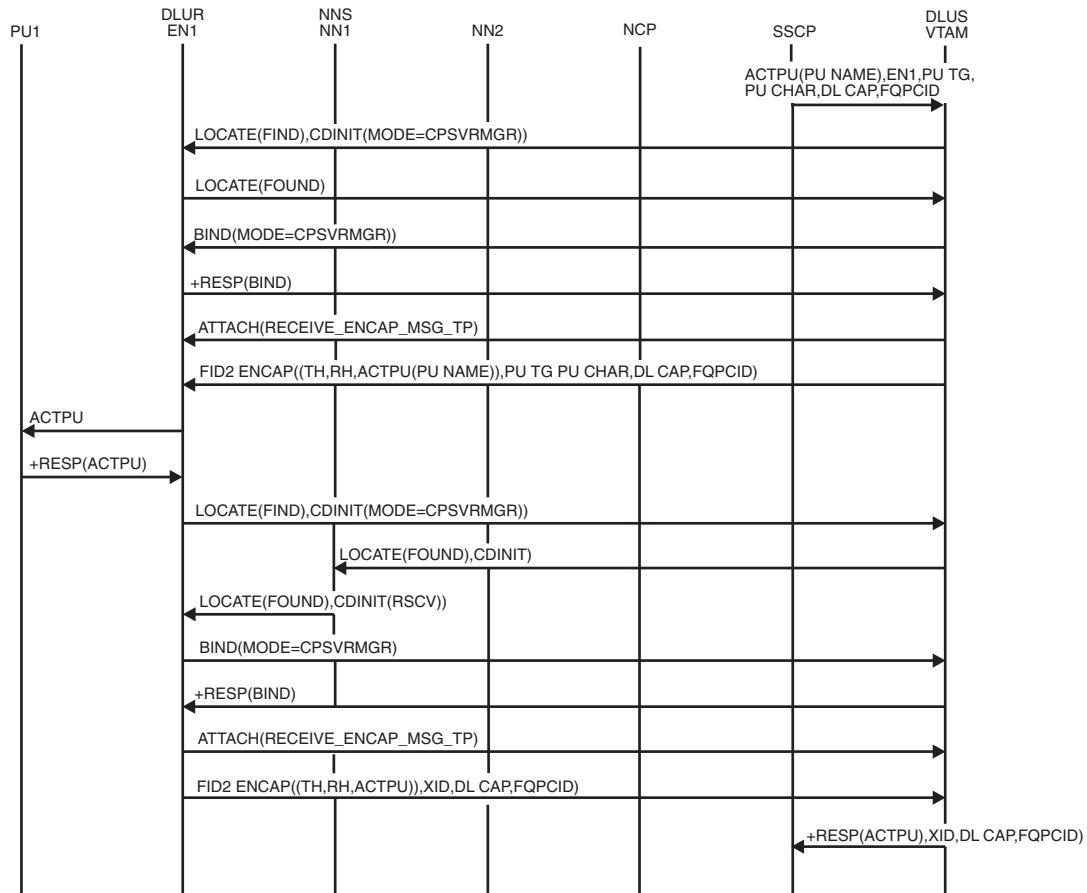 PU1
DLUR
EN1
NNS
NN1
NN2
NCP
SSCP
DLUS
VTAM
ACTPU(PU NAME),EN1,PU TG,
PU CHAR,DL CAP,FQPCID
LOCATE(FIND),CDINIT(MODE=CPSVRMGR))
LOCATE(FOUND)
BIND(MODE=CPSVRMGR))
+RESP(BIND)
ATTACH(RECEIVE_ENCAP_MSG_TP)
FID2 ENCAP((TH,RH,ACTPU(PU NAME)),PU TG PU CHAR,DL CAP,FQPCID)
ACTPU
+RESP(ACTPU)
LOCATE(FIND),CDINIT(MODE=CPSVRMGR))
LOCATE(FOUND),CDINIT)
LOCATE(FOUND),CDINIT(RSCV))
BIND(MODE=CPSVRMGR)
+RESP(BIND)
ATTACH(RECEIVE_ENCAP_MSG_TP)
FID2 ENCAP((TH,RH,ACTPU)),XID,DL CAP,FQPCID)
+RESP(ACTPU),XID,DL CAP,FQPCID)